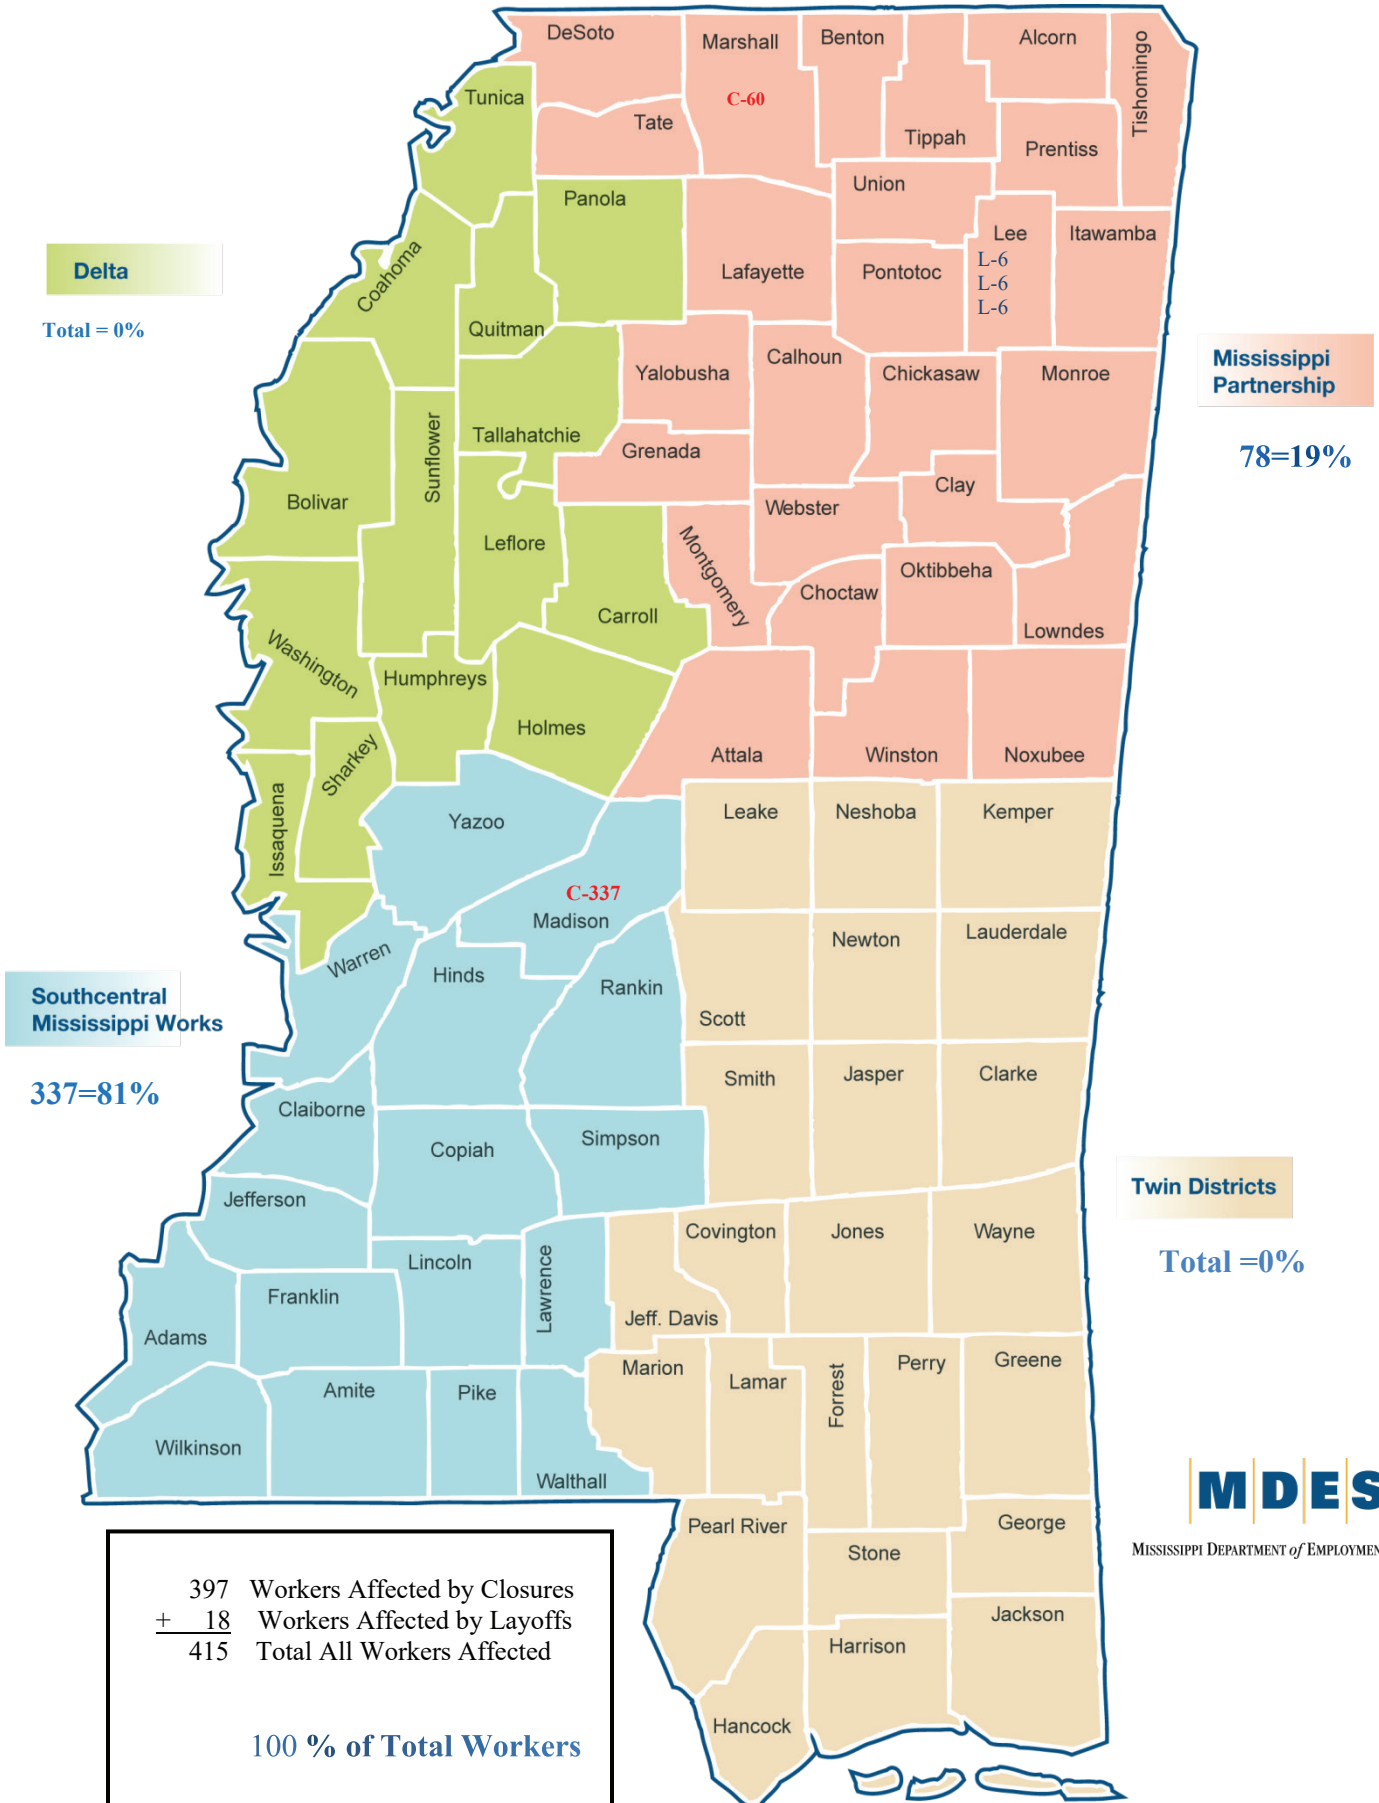 DeSoto
Marshall
Benton
Alcorn
Tishomingo
Tunica
C-60
Tate
Tippah
Prentiss
Union
Panola
Lee
Itawamba
L-6
L-6
L-6
Coahoma
Lafayette
Pontotoc
Delta
Total = 0%
Quitman
Yalobusha
Calhoun
Chickasaw
Monroe
Mississippi
Partnership
78=19%
Sunflower
Tallahatchie
Grenada
Clay
Bolivar
Webster
Leflore
Montgomery
Oktibbeha
Choctaw
Carroll
Lowndes
Washington
Humphreys
Holmes
Attala
Winston
Noxubee
Sharkey
Issaquena
Yazoo
Leake
Neshoba
Kemper
C-337
Madison
Newton
Lauderdale
Warren
Hinds
Rankin
Scott
Southcentral
Mississippi Works
337=81%
Smith
Jasper
Clarke
Claiborne
Copiah
Simpson
Jefferson
Twin Districts
Total =0%
Covington
Jones
Wayne
Lincoln
Lawrence
Franklin
Adams
Jeff. Davis
Marion
Lamar
Forrest
Perry
Greene
Amite
Pike
Wilkinson
Walthall
MDES
MISSISSIPPI DEPARTMENT of EMPLOYMEN
Pearl River
Stone
George
Jackson
Harrison
Hancock
397 Workers Affected by Closures
+ 18 Workers Affected by Layoffs
415 Total All Workers Affected
100 % of Total Workers